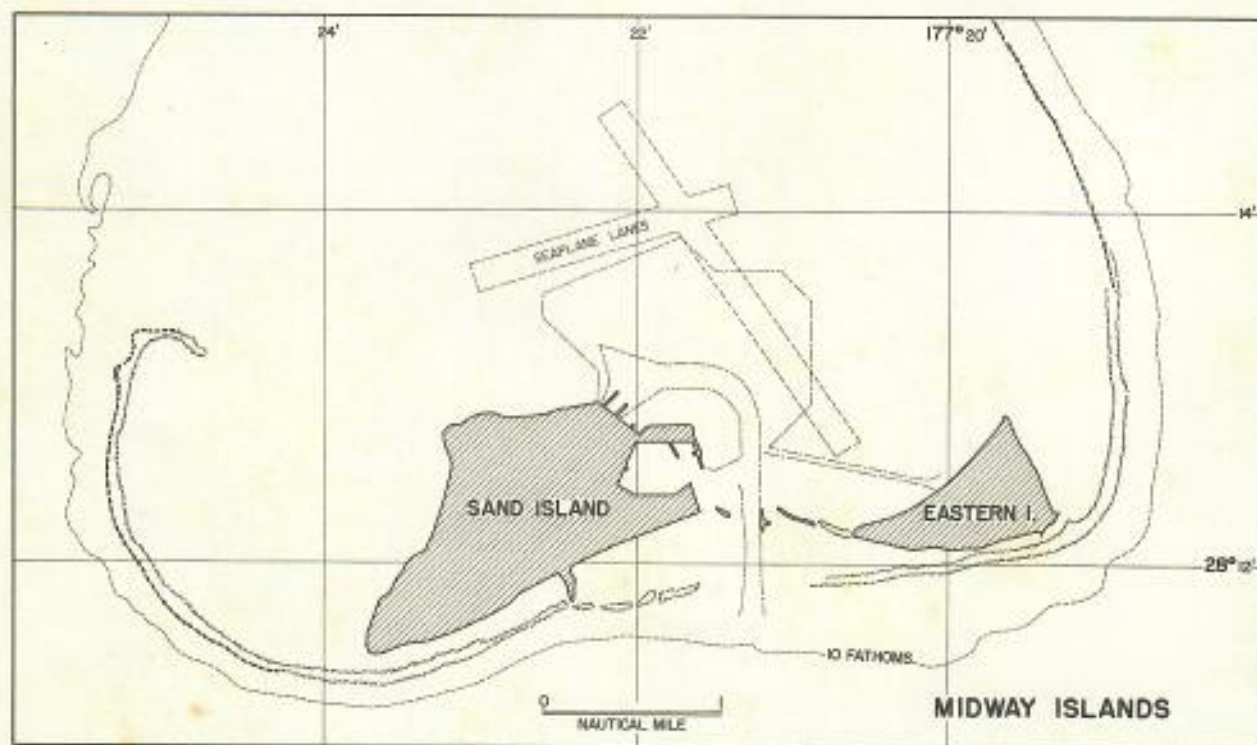 24'
22'
177° 20'
14'
SEAPLANE LANES
SAND ISLAND
EASTERN I.
28° 12'
10 FATHOMS
0
NAUTICAL MILE
MIDWAY ISLANDS